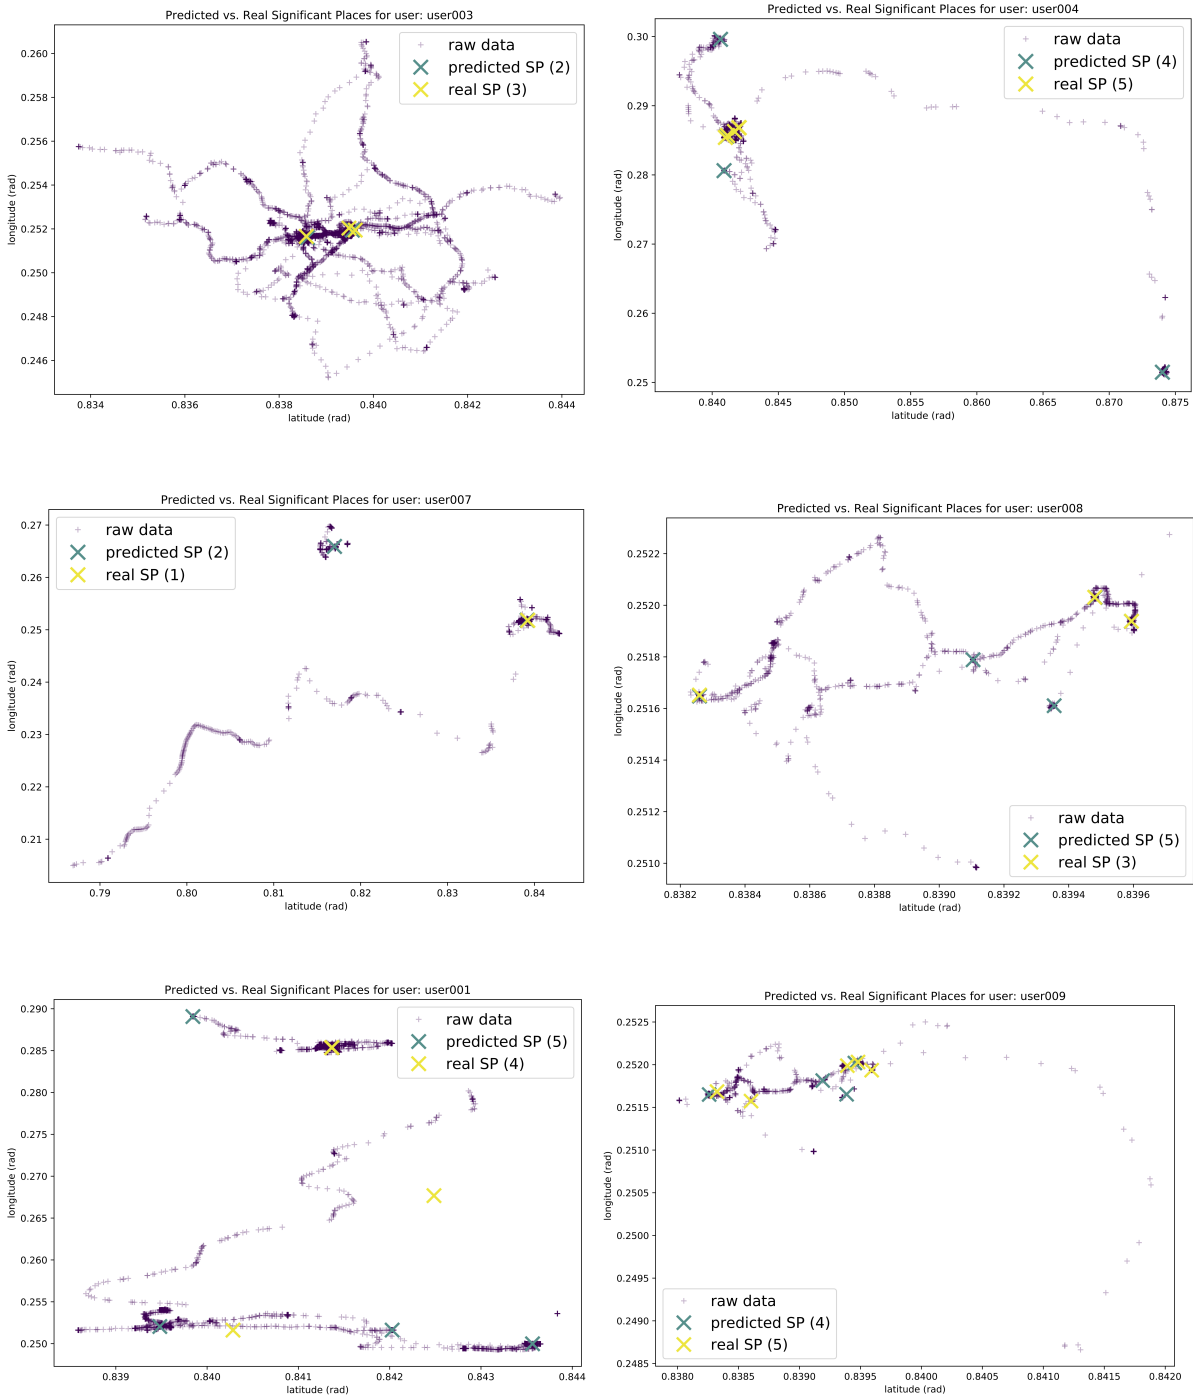 Predicted vs. Real Significant Places for user: user003
raw data
predicted SP (2)
real SP (3)
0.260
0.258
0.256
0.254
0.252
0.250
0.248
0.246
longitude (rad)
0.834 0.836 0.838 0.840 0.842 0.844
latitude (rad)
Predicted vs. Real Significant Places for user: user004
raw data
predicted SP (4)
real SP (5)
0.30
0.29
0.28
0.27
0.26
0.25
longitude (rad)
0.840 0.845 0.850 0.855 0.860 0.865 0.870 0.875
latitude (rad)
Predicted vs. Real Significant Places for user: user007
raw data
predicted SP (2)
real SP (1)
0.27
0.26
0.25
0.24
0.23
0.22
0.21
longitude (rad)
0.79 0.80 0.81 0.82 0.83 0.84
latitude (rad)
Predicted vs. Real Significant Places for user: user008
0.2522
0.2520
0.2518
0.2516
0.2514
0.2512
0.2510
longitude (rad)
raw data
predicted SP (5)
real SP (3)
0.8382 0.8384 0.8386 0.8388 0.8390 0.8392 0.8394 0.8396
latitude (rad)
Predicted vs. Real Significant Places for user: user001
raw data
predicted SP (5)
real SP (4)
0.290
0.285
0.280
0.275
0.270
0.265
0.260
0.255
0.250
longitude (rad)
0.839 0.840 0.841 0.842 0.843 0.844
latitude (rad)
Predicted vs. Real Significant Places for user: user009
0.2525
0.2520
0.2515
0.2510
0.2505
0.2500
0.2495
0.2490
0.2485
longitude (rad)
raw data
predicted SP (4)
real SP (5)
0.8380 0.8385 0.8390 0.8395 0.8400 0.8405 0.8410 0.8415 0.8420
latitude (rad)